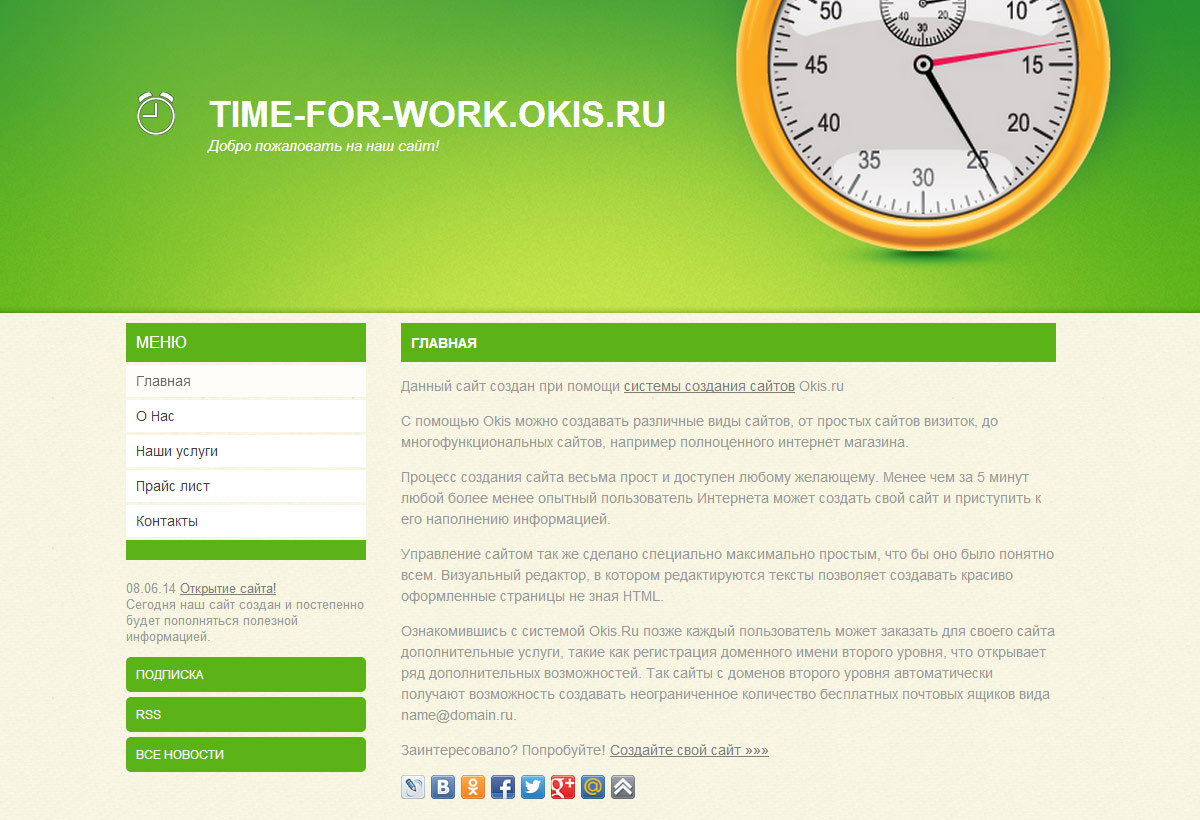 50
10
40
20
30
45
15
40
20
35
25
30
TIME-FOR-WORK.OKIS.RU
Добро пожаловать на наш сайт!
МЕНЮ
Главная
О Нас
Наши услуги
Прайс лист
Контакты
08.06.14 Открытие сайта!
Сегодня наш сайт создан и постепенно
будет пополняться полезной
информацией.
ПОДПИСКА
RSS
ВСЕ НОВОСТИ
ГЛАВНАЯ
Данный сайт создан при помощи системы создания сайтов Okis.ru
С помощью Okis можно создавать различные виды сайтов, от простых сайтов визиток, до
многофункциональных сайтов, например полноценного интернет магазина.
Процесс создания сайта весьма прост и доступен любому желающему. Менее чем за 5 минут
любой более менее опытный пользователь Интернета может создать свой сайт и приступить к
его наполнению информацией.
Управление сайтом так же сделано специально максимально простым, что бы оно было понятно
всем. Визуальный редактор, в котором редактируются тексты позволяет создавать красиво
оформленные страницы не зная HTML.
Ознакомившись с системой Okis.Ru позже каждый пользователь может заказать для своего сайта
дополнительные услуги, такие как регистрация доменного имени второго уровня, что открывает
ряд дополнительных возможностей. Так сайты с доменов второго уровня автоматически
получают возможность создавать неограниченное количество бесплатных почтовых ящиков вида
name@domain.ru.
Заинтересовало? Попробуйте! Создайте свой сайт »»»